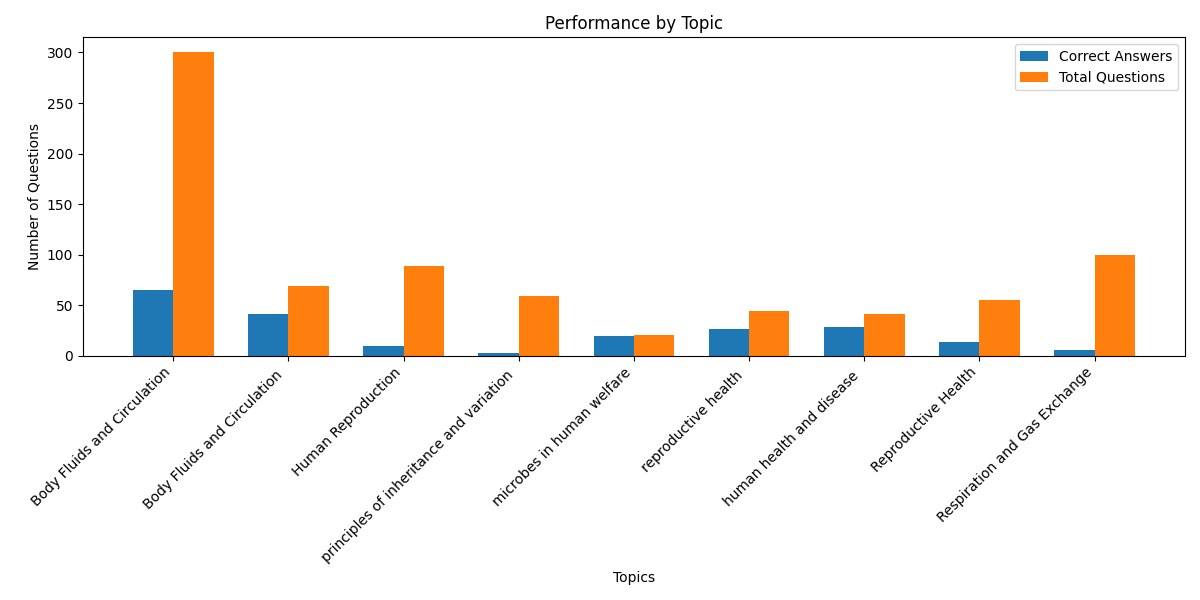 Performance by Topic
Correct Answers
Total Questions
Number of Questions
300
250
200
150
100
50
0
Body Fluids and Circulation
Body Fluids and Circulation
Human Reproduction
principles of inheritance and variation
microbes in human welfare
reproductive health
human health and disease
Reproductive Health
Respiration and Gas Exchange
Topics